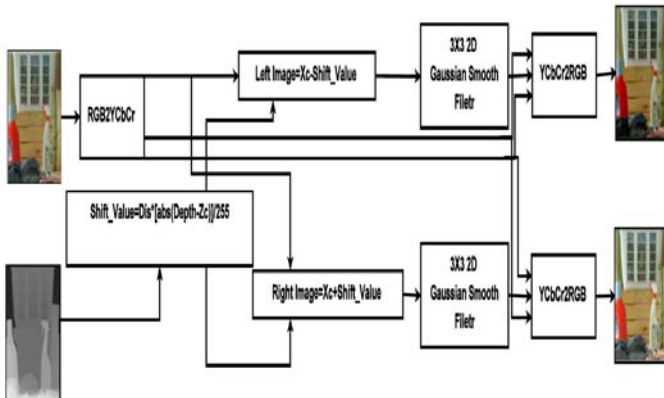 RGB2YCbCr
Left Image=Xc-Shift_Value
3X3 2D
Gaussian Smooth
Filetr
YCbCr2RGB
Shift_Value=Dis*[abs(Depth-Zc)]/255
Right Image=Xc+Shift_Value
3X3 2D
Gaussian Smooth
Filetr
YCbCr2RGB